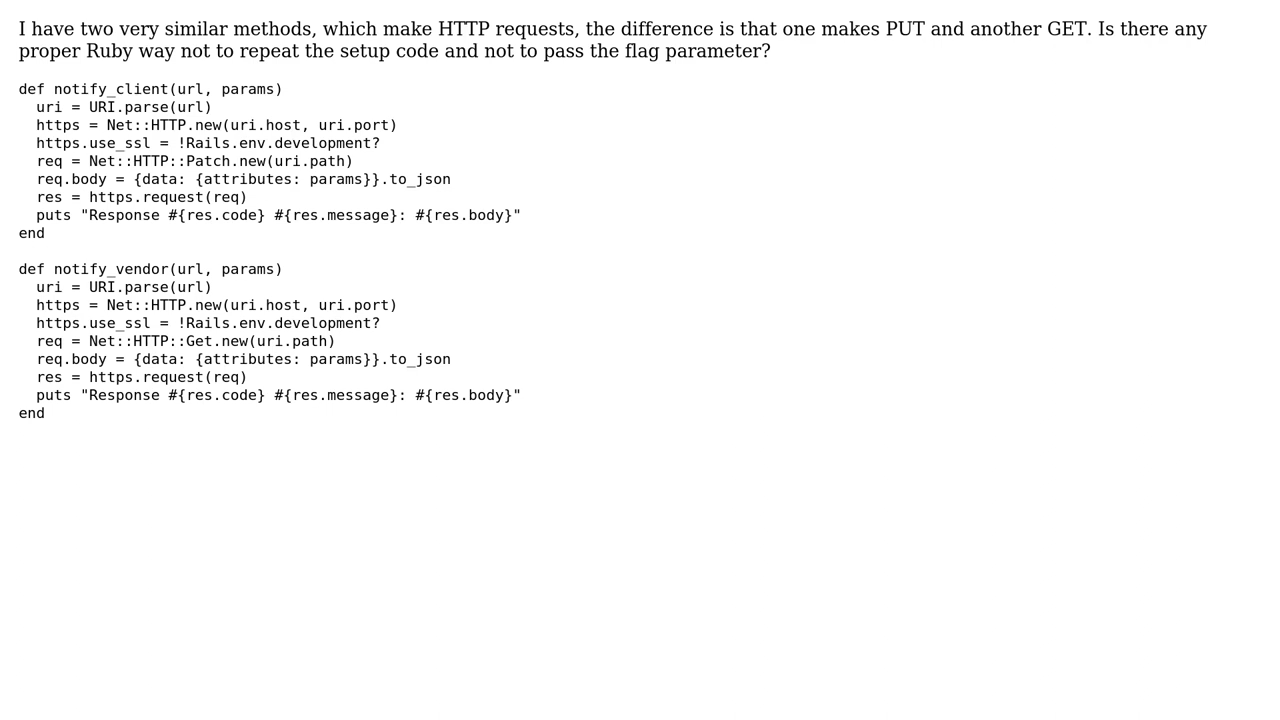 I have two very similar methods, which make HTTP requests, the difference is that one makes PUT and another GET. Is there any
proper Ruby way not to repeat the setup code and not to pass the flag parameter?
def notify_client(url, params)
  uri = URI.parse(url)
  https = Net::HTTP.new(uri.host, uri.port)
  https.use_ssl = !Rails.env.development?
  req = Net::HTTP::Patch.new(uri.path)
  req.body = {data: {attributes: params}}.to_json
  res = https.request(req)
  puts "Response #{res.code} #{res.message}: #{res.body}"
end
def notify_vendor(url, params)
  uri = URI.parse(url)
  https = Net::HTTP.new(uri.host, uri.port)
  https.use_ssl = !Rails.env.development?
  req = Net::HTTP::Get.new(uri.path)
  req.body = {data: {attributes: params}}.to_json
  res = https.request(req)
  puts "Response #{res.code} #{res.message}: #{res.body}"
end